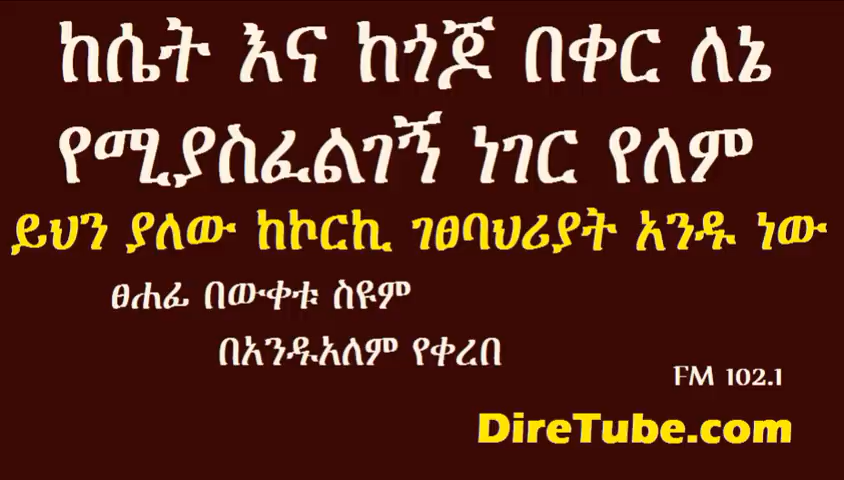 ከሴት እና ከጎጆ በቀር ለኔ
የሚያስፈልገኝ ነገር የለም
ይህን ያለው ከኮርኪ ገፀባህሪያት አንዱ ነው
ፀሐፊ በውቀቱ ስዩም
በአንዱአለም የቀረበ
FM 102.1
DireTube.com